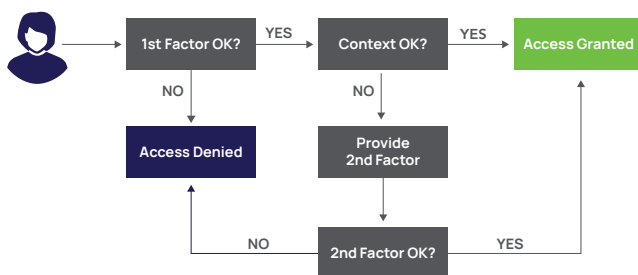 1st Factor OK?
YES
Context OK?
YES
Access Granted
NO
NO
Access Denied
Provide
2nd Factor
NO
2nd Factor OK?
YES